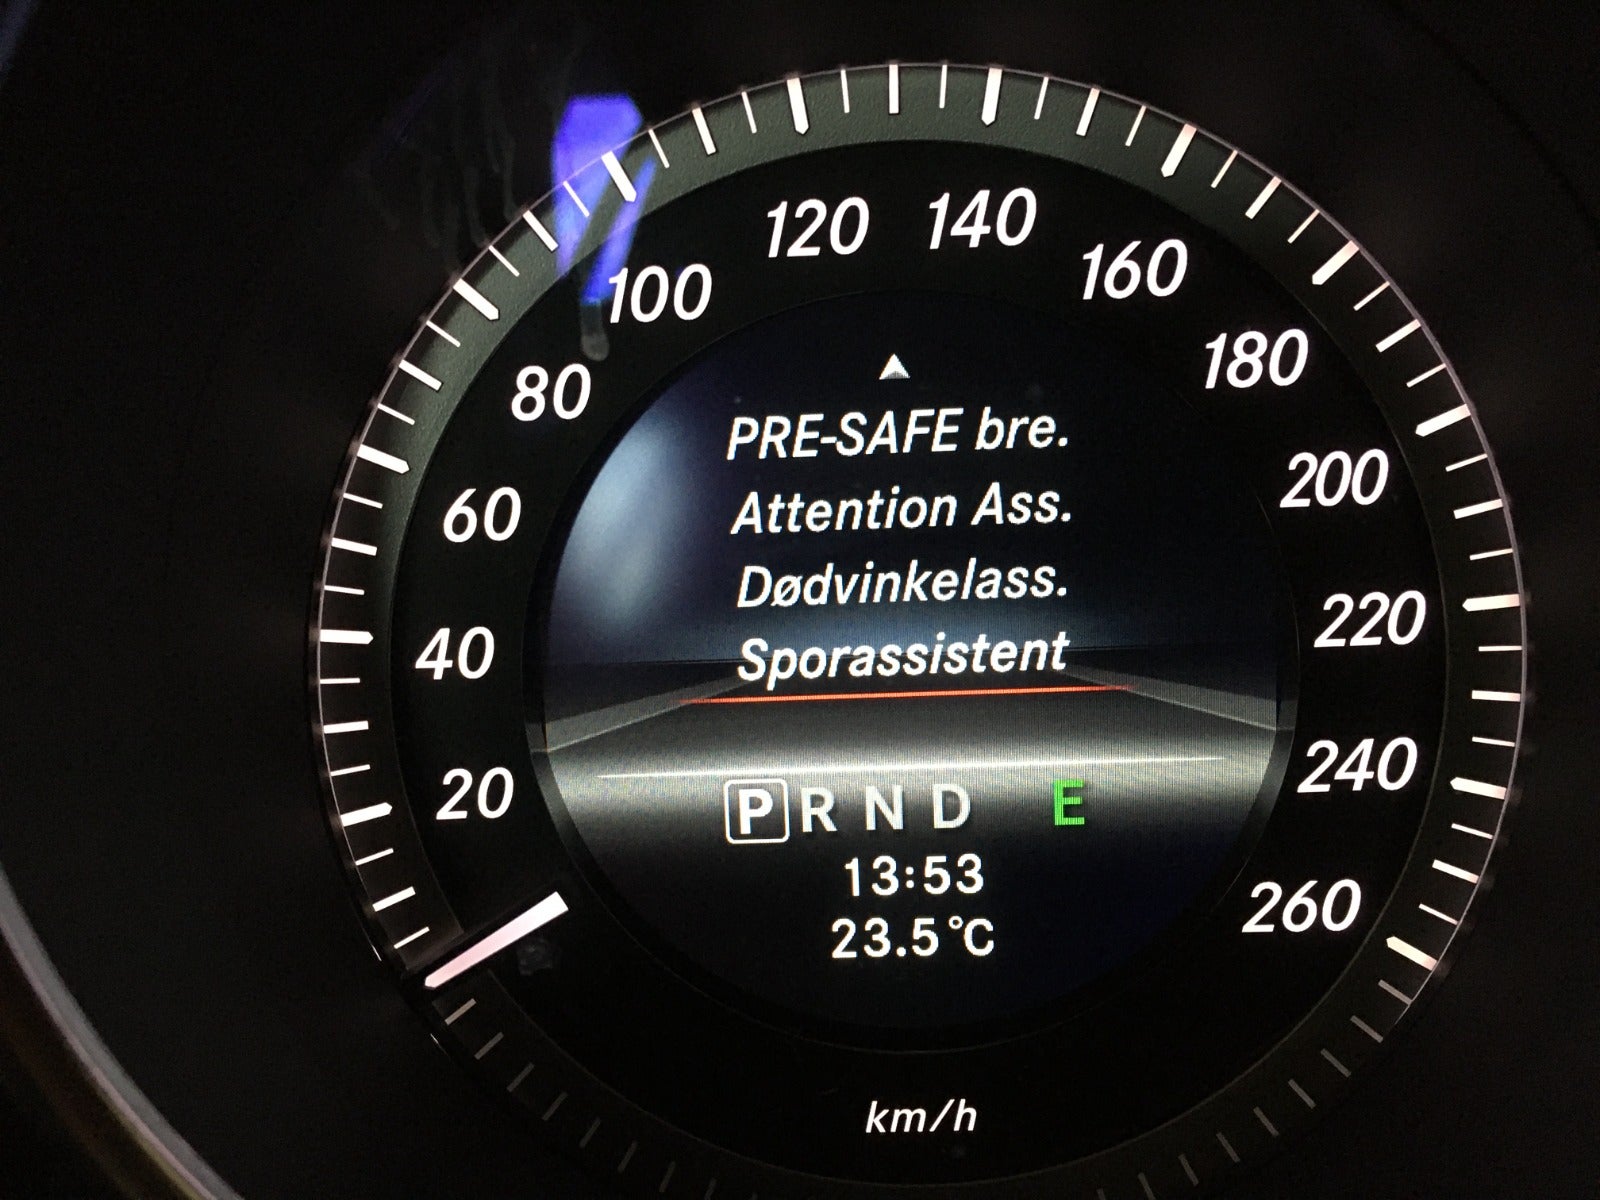 120 140
100 160
80 180
60 200
40 220
20 240
260
PRE-SAFE bre.
Attention Ass.
Dødvinkelass.
Sporassistent
P R N D E
13:53
23.5°C
km/h